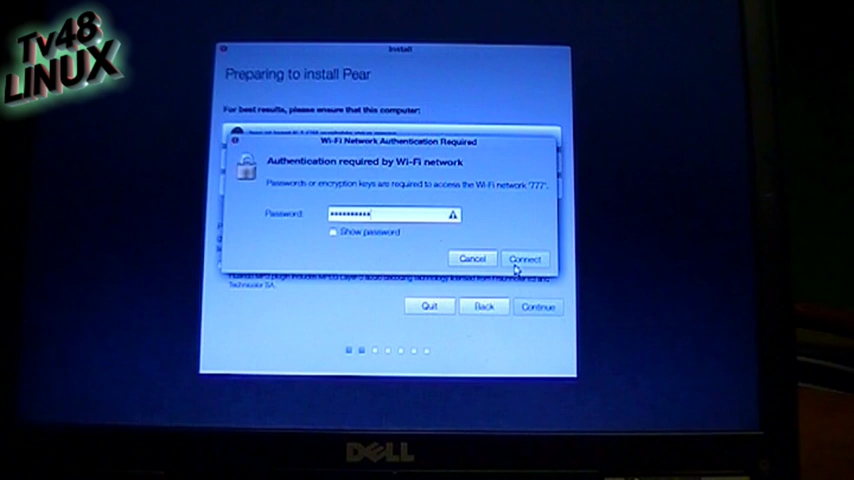 Tv48
LINUX
Install
Preparing to install Pear
For best results, please ensure that this computer:
Wi-Fi Network Authentication Required
Authentication required by Wi-Fi network
Passwords or encryption keys are required to access the Wi-Fi network '777'.
Password:
••••••••••
Show password
Cancel
Connect
Technicolor SA.
Quit
Back
Continue
DELL